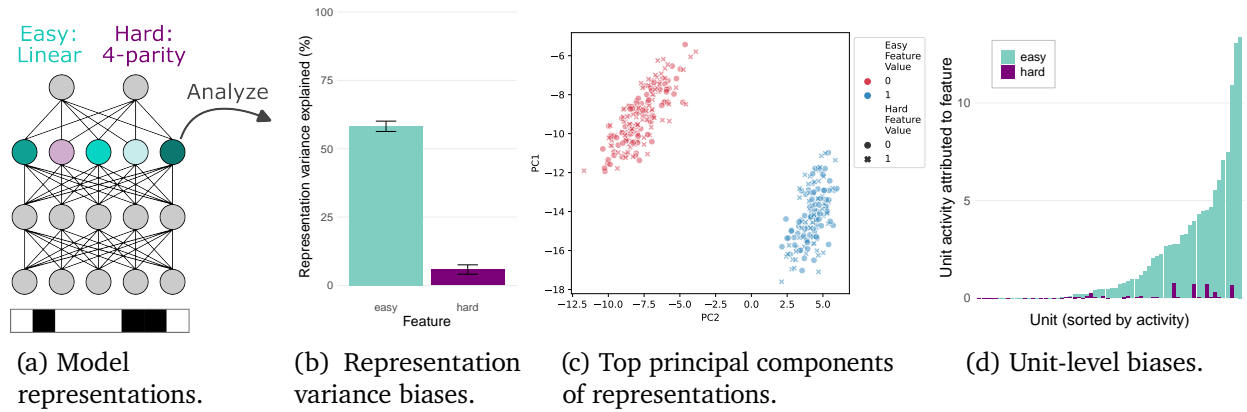 Easy:
Linear
Hard:
4-parity
Analyze
(a) Model
representations.
Representation variance explained (%)
100
75
50
25
0
easy
hard
Feature
(b) Representation
variance biases.
PC1
−6
−8
−10
−12
−14
−16
−18
−12.5
−10.0
−7.5
−5.0
−2.5
0.0
2.5
5.0
PC2
Easy
Feature
Value
0
1
Hard
Feature
Value
0
1
(c) Top principal components
of representations.
Unit activity attributed to feature
10
5
0
easy
hard
Unit (sorted by activity)
(d) Unit-level biases.